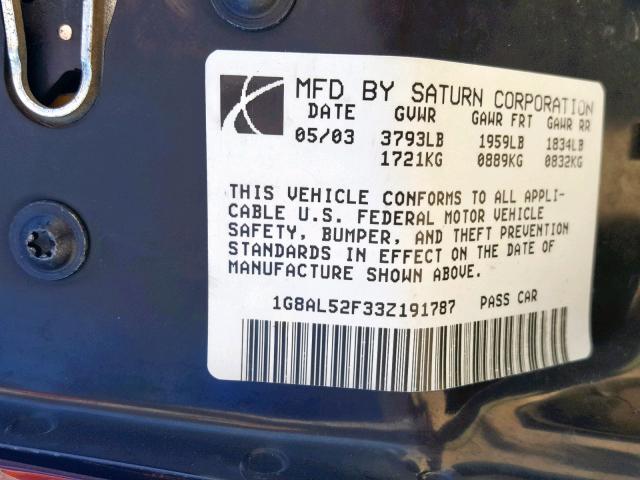 MFD BY SATURN CORPORATION
DATE GVWR GAWR FRT GAWR RR
05/03 3793LB 1959LB 1834LB
1721KG 0889KG 0832KG
THIS VEHICLE CONFORMS TO ALL APPLI-
CABLE U.S. FEDERAL MOTOR VEHICLE
SAFETY, BUMPER, AND THEFT PREVENTION
STANDARDS IN EFFECT ON THE DATE OF
MANUFACTURE SHOWN ABOVE.
1G8AL52F33Z191787 PASS CAR